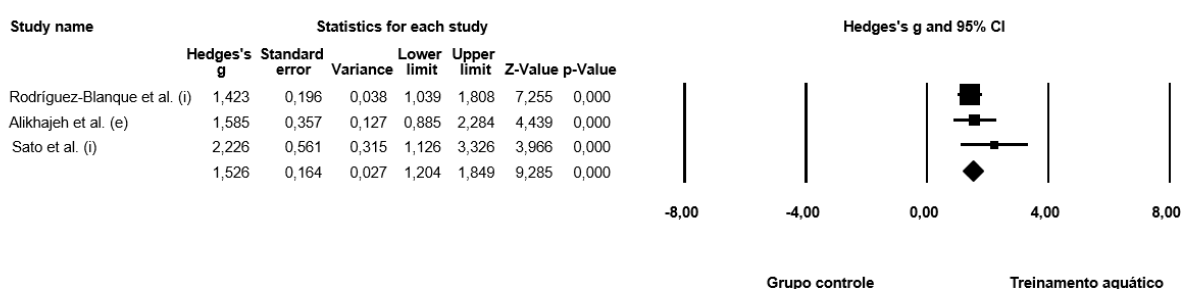 Study name Statistics for each study Hedges's g and 95% CI
Hedges's g Standard error Variance Lower limit Upper limit Z-Value p-Value
Rodríguez-Blanque et al. (i) 1,423 0,196 0,038 1,039 1,808 7,255 0,000
Alikhajeh et al. (e) 1,585 0,357 0,127 0,885 2,284 4,439 0,000
Sato et al. (i) 2,226 0,561 0,315 1,126 3,326 3,966 0,000
1,526 0,164 0,027 1,204 1,849 9,285 0,000
-8,00 -4,00 0,00 4,00 8,00
Grupo controle Treinamento aquático